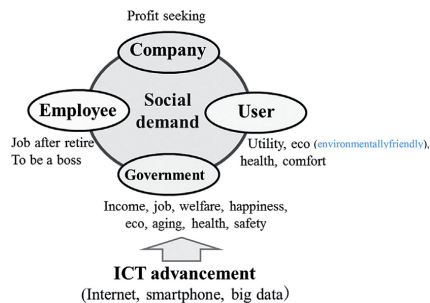 Profit seeking
Company
Employee
Social
demand
User
Job after retire
To be a boss
Utility, eco (environmentallyfriendly),
health, comfort
Government
Income, job, welfare, happiness,
eco, aging, health, safety
ICT advancement
(Internet, smartphone, big data)